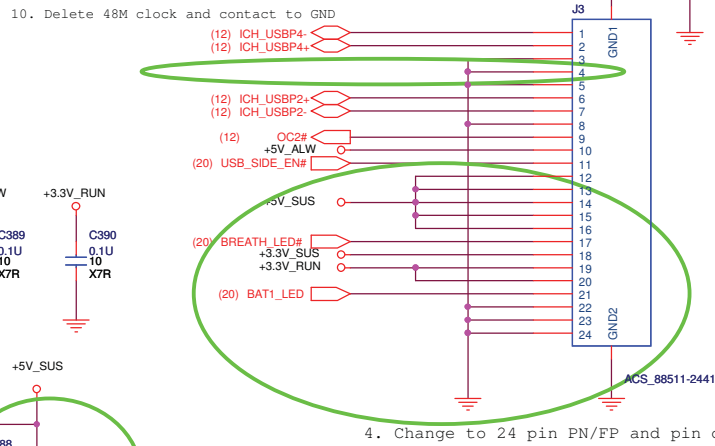 10. Delete 48M clock and contact to GND
J3
(12) ICH_USBP4-
(12) ICH_USBP4+
(12) ICH_USBP2+
(12) ICH_USBP2-
(12) OC2#
+5V_ALW
(20) USB_SIDE_EN#
+5V_SUS
(20) BREATH_LED#
+3.3V_SUS
+3.3V_RUN
(20) BAT1_LED
1
2
3
4
5
6
7
8
9
10
11
12
13
14
15
16
17
18
19
20
21
22
23
24
GND1
GND2
ACS_88511-2441
+3.3V_RUN
C389
0.1U
10
X7R
C390
0.1U
10
X7R
+5V_SUS
88
4. Change to 24 pin PN/FP and pin